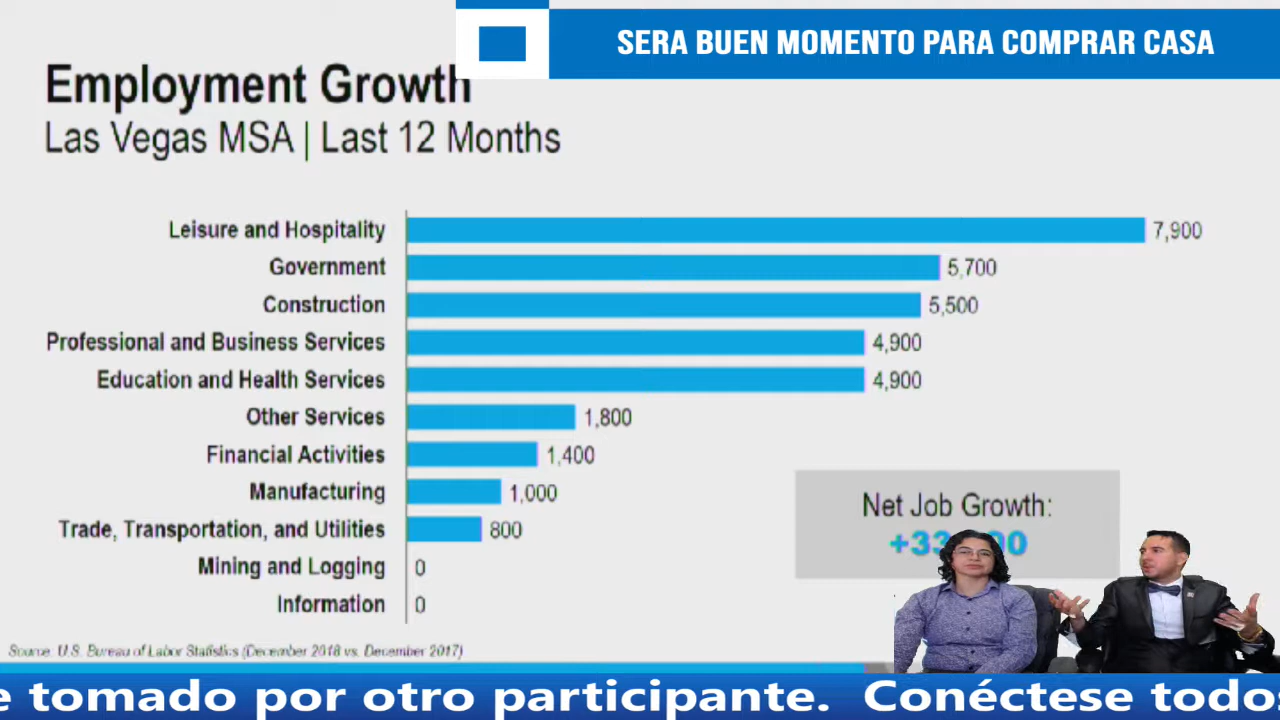 SERA BUEN MOMENTO PARA COMPRAR CASA
Employment Growth
Las Vegas MSA | Last 12 Months
Leisure and Hospitality 7,900
Government 5,700
Construction 5,500
Professional and Business Services 4,900
Education and Health Services 4,900
Other Services 1,800
Financial Activities 1,400
Manufacturing 1,000
Trade, Transportation, and Utilities 800
Mining and Logging 0
Information 0
Net Job Growth:
Source: U.S. Bureau of Labor Statistics (December 2018 vs. December 2017)
e tomado por otro participante. Conéctese todos